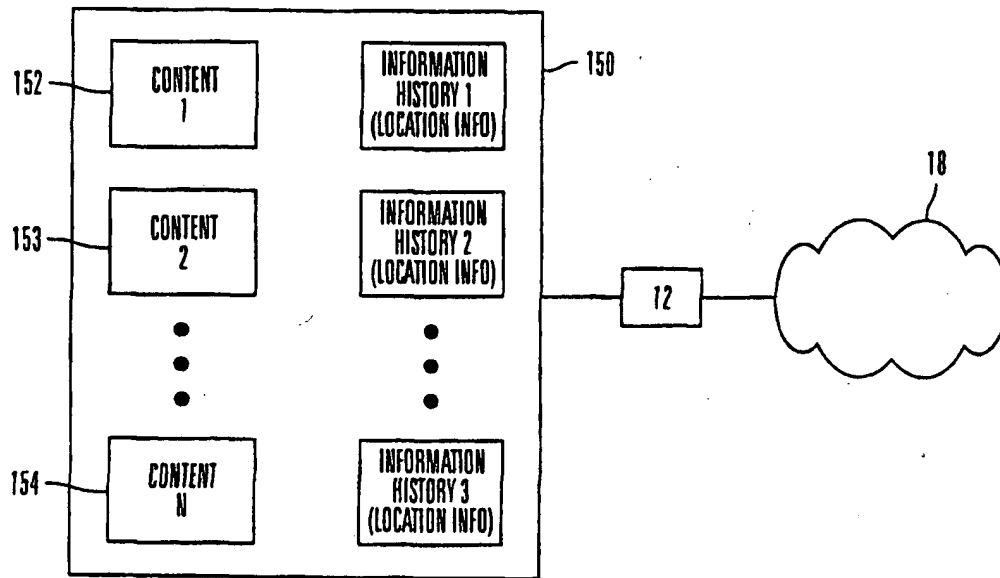 152
CONTENT
1
INFORMATION
HISTORY 1
(LOCATION INFO)
150
153
CONTENT
2
INFORMATION
HISTORY 2
(LOCATION INFO)
12
18
154
CONTENT
N
INFORMATION
HISTORY 3
(LOCATION INFO)